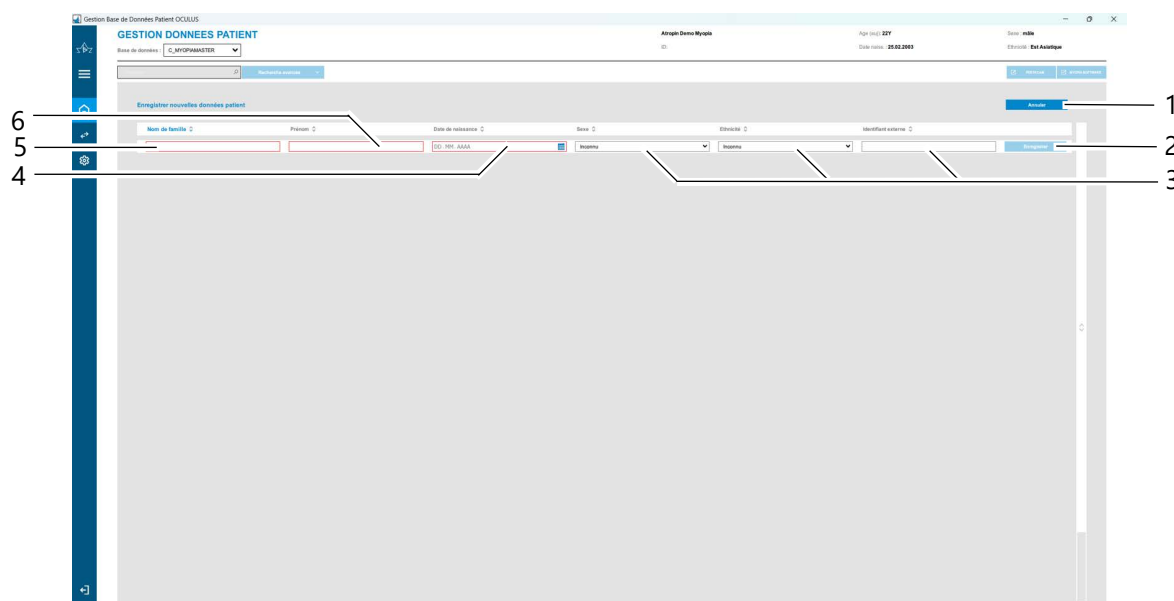 Gestion Base de Données Patient OCULUS
GESTION DONNEES PATIENT
Base de données : C_MYOPIAMASTER
Atropin Demo Myopia
ID:
Age (auj): 22Y
Date naiss. : 25.02.2003
Sexe : mâle
Ethnicité : Est Asiatique
Recherche avancée
Enregistrer nouvelles données patient
Annuler
1
Nom de famille Prénom Date de naissance Sexe Ethnicité Identifiant externe
DD. MM. AAAA Inconnu Inconnu Enregistrer
6
5
4
2
3